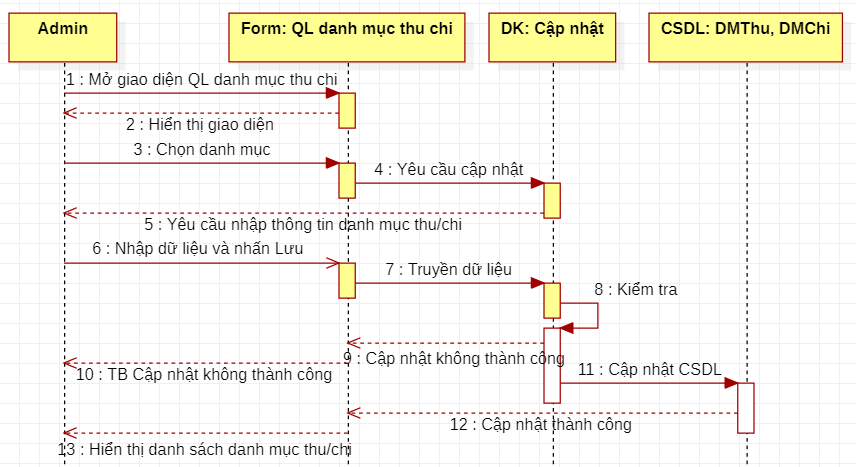 Admin
Form: QL danh mục thu chi
DK: Cập nhật
CSDL: DMThu, DMChi
1 : Mở giao diện QL danh mục thu chi
2 : Hiển thị giao diện
3 : Chọn danh mục
4 : Yêu cầu cập nhật
5 : Yêu cầu nhập thông tin danh mục thu/chi
6 : Nhập dữ liệu và nhấn Lưu
7 : Truyền dữ liệu
8 : Kiểm tra
9 : Cập nhật không thành công
10 : TB Cập nhật không thành công
11 : Cập nhật CSDL
12 : Cập nhật thành công
13 : Hiển thị danh sách danh mục thu/chi